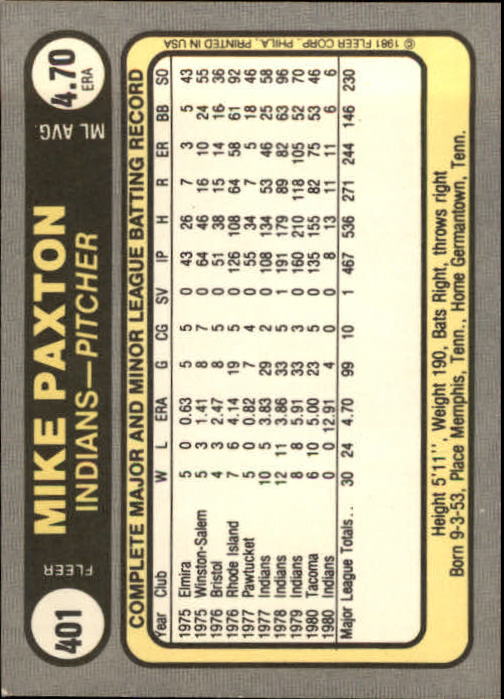 401
FLEER
MIKE PAXTON
INDIANS—PITCHER
ML AVG.
4.70
ERA
COMPLETE MAJOR AND MINOR LEAGUE BATTING RECORD
Year Club W L ERA G CG SV IP H R ER BB SO
1975 Elmira 5 0 0.63 5 5 0 43 26 7 3 5 43
1975 Winston-Salem 5 3 1.41 8 7 0 64 46 16 10 24 55
1976 Bristol 4 3 2.47 8 5 0 51 38 15 14 16 36
1976 Rhode Island 7 6 4.14 19 5 0 126 108 64 58 61 92
1977 Pawtucket 5 0 0.82 7 4 0 55 34 7 5 18 46
1977 Indians 10 5 3.83 29 2 0 108 134 53 46 25 58
1978 Indians 12 11 3.86 33 5 1 191 179 89 82 63 96
1979 Indians 8 8 5.91 33 3 0 160 210 118 105 52 70
1980 Tacoma 6 10 5.00 23 5 0 135 155 82 75 53 46
1980 Indians 0 0 12.91 4 0 0 8 13 11 11 6 6
Major League Totals.. 30 24 4.70 99 10 1 467 536 271 244 146 230
Height 5'11'', Weight 190, Bats Right, throws right
Born 9-3-53, Place Memphis, Tenn., Home Germantown, Tenn.
© 1981 FLEER CORP., PHILA., PRINTED IN USA